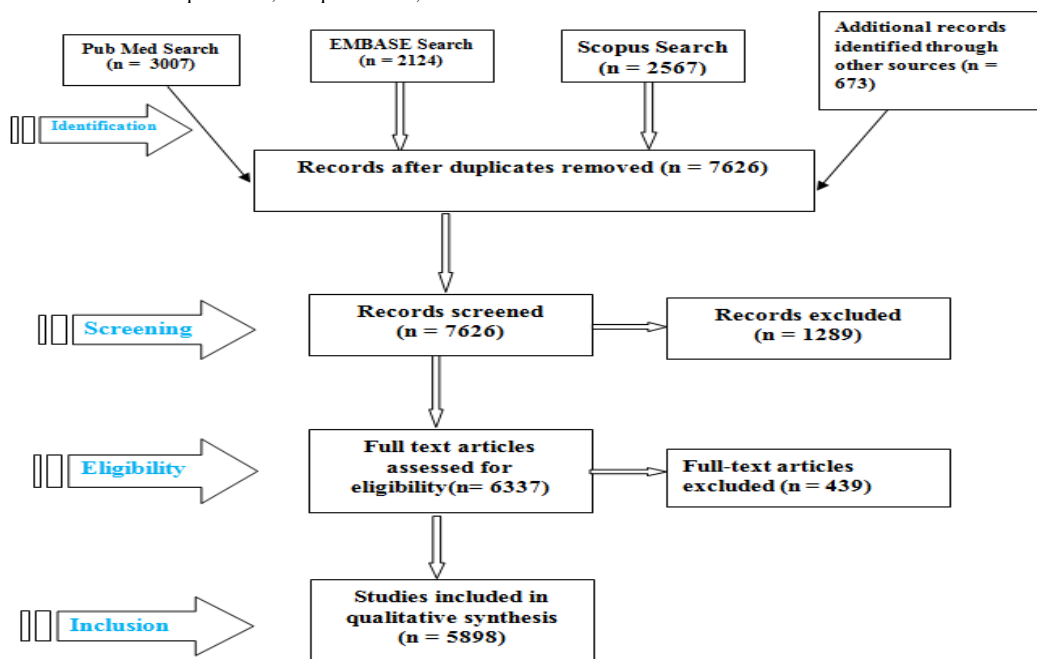 Pub Med Search
(n = 3007)
EMBASE Search
(n = 2124)
Scopus Search
(n = 2567)
Additional records
identified through
other sources (n =
673)
Identification
Records after duplicates removed (n = 7626)
Screening
Records screened
(n = 7626)
Records excluded
(n = 1289)
Eligibility
Full text articles
assessed for
eligibility(n= 6337)
Full-text articles
excluded (n = 439)
Inclusion
Studies included in
qualitative synthesis
(n = 5898)